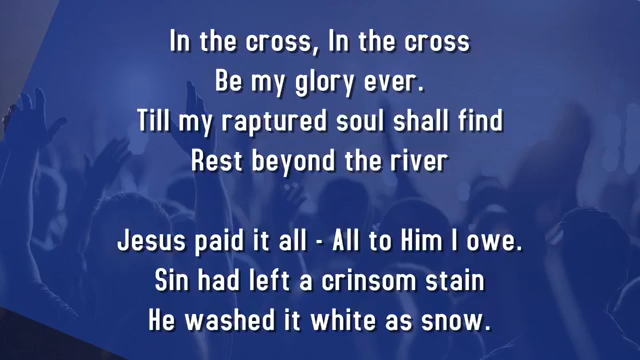 In the cross, In the cross
Be my glory ever.
Till my raptured soul shall find
Rest beyond the river
Jesus paid it all - All to Him I owe.
Sin had left a crinsom stain
He washed it white as snow.